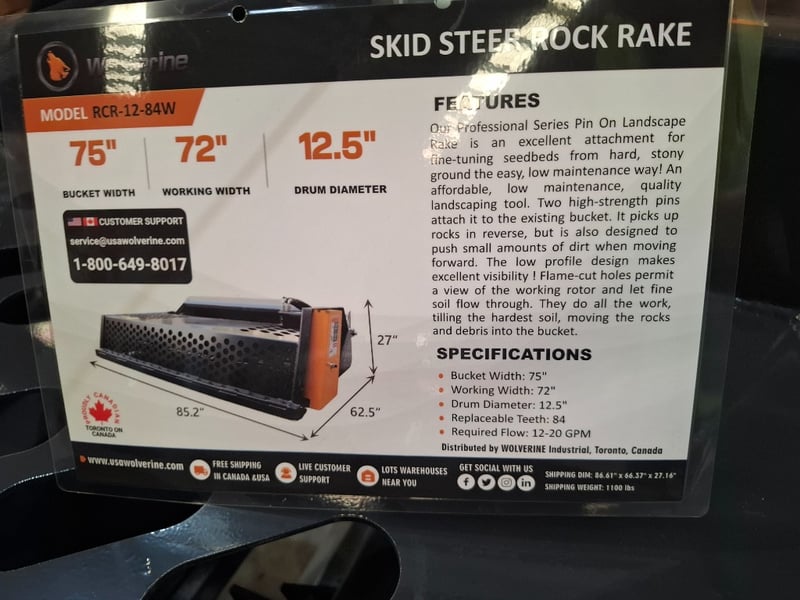 Wolverine
SKID STEER ROCK RAKE
MODEL RCR-12-84W
75"
72"
12.5"
BUCKET WIDTH
WORKING WIDTH
DRUM DIAMETER
CUSTOMER SUPPORT
service@usawolverine.com
1-800-649-8017
FEATURES
Our Professional Series Pin On Landscape
Rake is an excellent attachment for
fine-tuning seedbeds from hard, stony
ground the easy, low maintenance way! An
affordable, low maintenance, quality
landscaping tool. Two high-strength pins
attach it to the existing bucket. It picks up
rocks in reverse, but is also designed to
push small amounts of dirt when moving
forward. The low profile design makes
excellent visibility ! Flame-cut holes permit
a view of the working rotor and let fine
soil flow through. They do all the work,
tilling the hardest soil, moving the rocks
and debris into the bucket.
27"
85.2"
62.5"
PROUDLY CANADIAN
TORONTO ON
CANADA
SPECIFICATIONS
• Bucket Width: 75"
• Working Width: 72"
• Drum Diameter: 12.5"
• Replaceable Teeth: 84
• Required Flow: 12-20 GPM
Distributed by WOLVERINE Industrial, Toronto, Canada
www.usawolverine.com
FREE SHIPPING
IN CANADA &USA
LIVE CUSTOMER
SUPPORT
LOTS WAREHOUSES
NEAR YOU
GET SOCIAL WITH US
SHIPPING DIM: 86.61" x 66.37" x 27.16"
SHIPPING WEIGHT: 1100 lbs